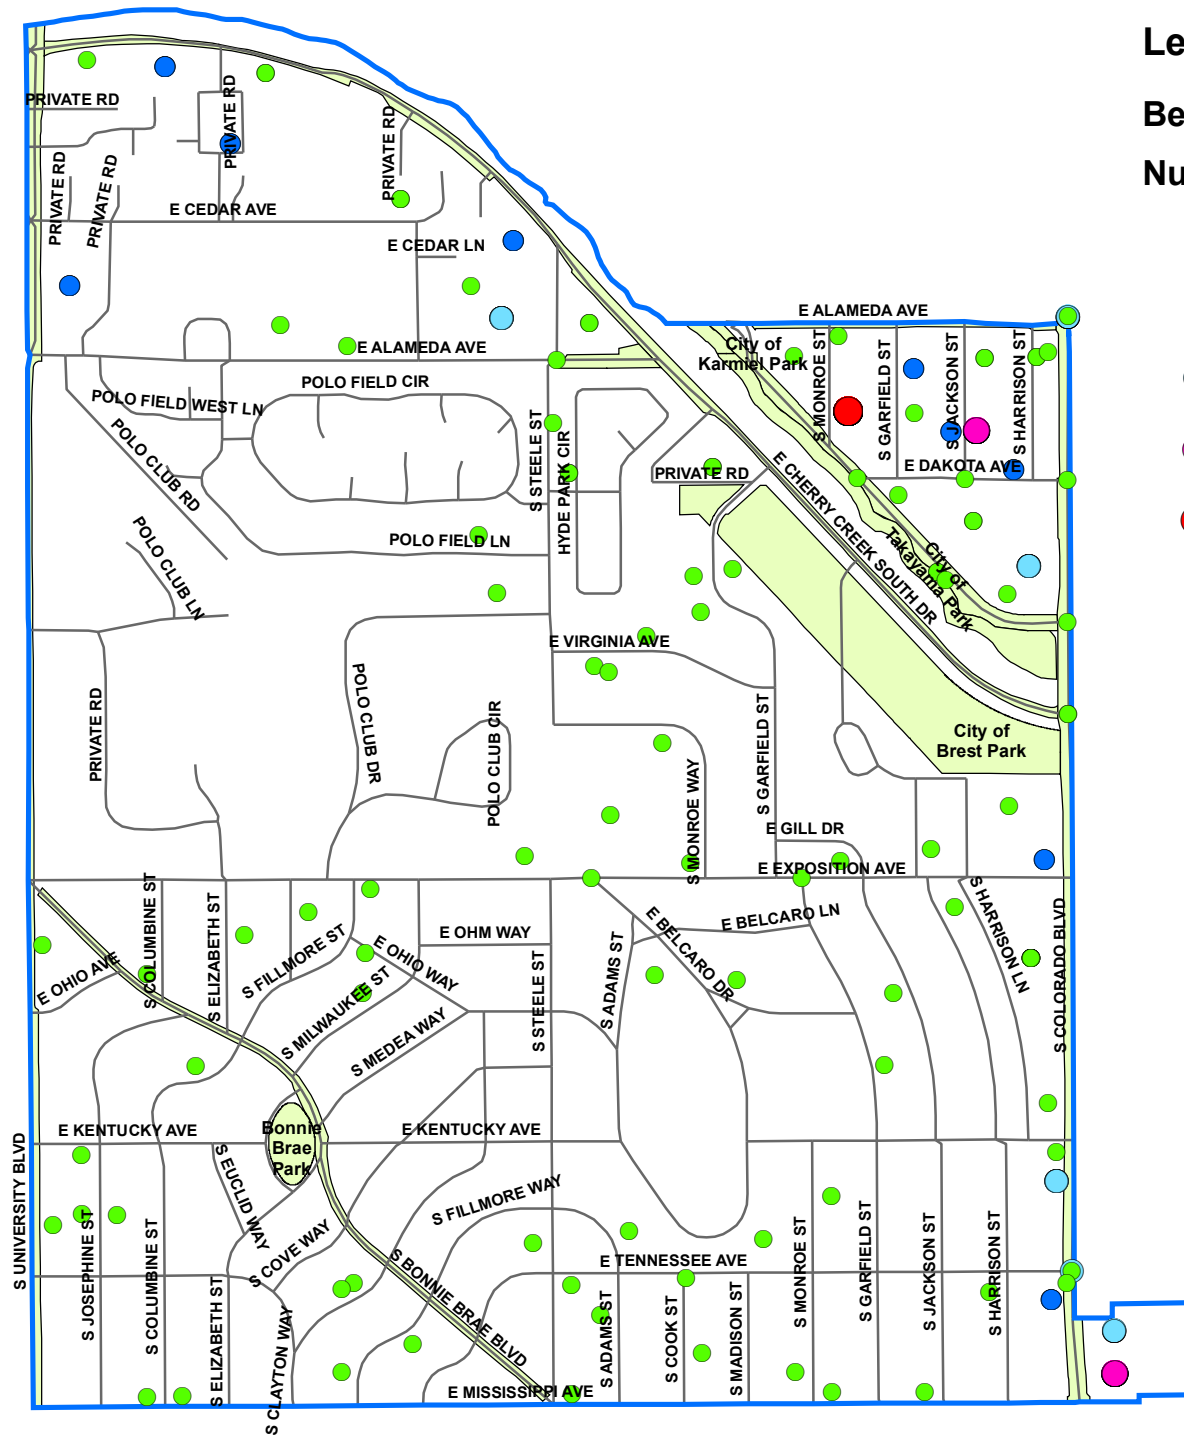 Le
Be
Nu
PRIVATE RD
PRIVATE RD
PRIVATE RD
PRIVATE RD
PRIVATE RD
E CEDAR AVE
E CEDAR LN
E ALAMEDA AVE
E ALAMEDA AVE
City of
Karmiel Park
S MONROE ST
S GARFIELD ST
S JACKSON ST
S HARRISON ST
POLO FIELD CIR
POLO FIELD WEST LN
POLO CLUB RD
S STEELE ST
HYDE PARK CIR
PRIVATE RD
E DAKOTA AVE
E CHERRY CREEK SOUTH DR
City of
Takayama Park
POLO FIELD LN
POLO CLUB LN
E VIRGINIA AVE
PRIVATE RD
POLO CLUB DR
POLO CLUB CIR
S MONROE WAY
S GARFIELD ST
City of
Brest Park
E GILL DR
E EXPOSITION AVE
S COLUMBINE ST
S ELIZABETH ST
S FILLMORE ST
E OHIO AVE
E OHIO WAY
E OHM WAY
S MILWAUKEE ST
S MEDEA WAY
S STEELE ST
S ADAMS ST
E BELCARO DR
E BELCARO LN
S HARRISON LN
S COLORADO BLVD
E KENTUCKY AVE
Bonnie
Brae
Park
E KENTUCKY AVE
S UNIVERSITY BLVD
S EUCLID WAY
S FILLMORE WAY
S COVE WAY
S JOSEPHINE ST
S COLUMBINE ST
S ELIZABETH ST
S CLAYTON WAY
S BONNIE BRAE BLVD
E TENNESSEE AVE
S ADAMS ST
S COOK ST
S MADISON ST
S MONROE ST
S GARFIELD ST
S JACKSON ST
S HARRISON ST
E MISSISSIPPI AVE